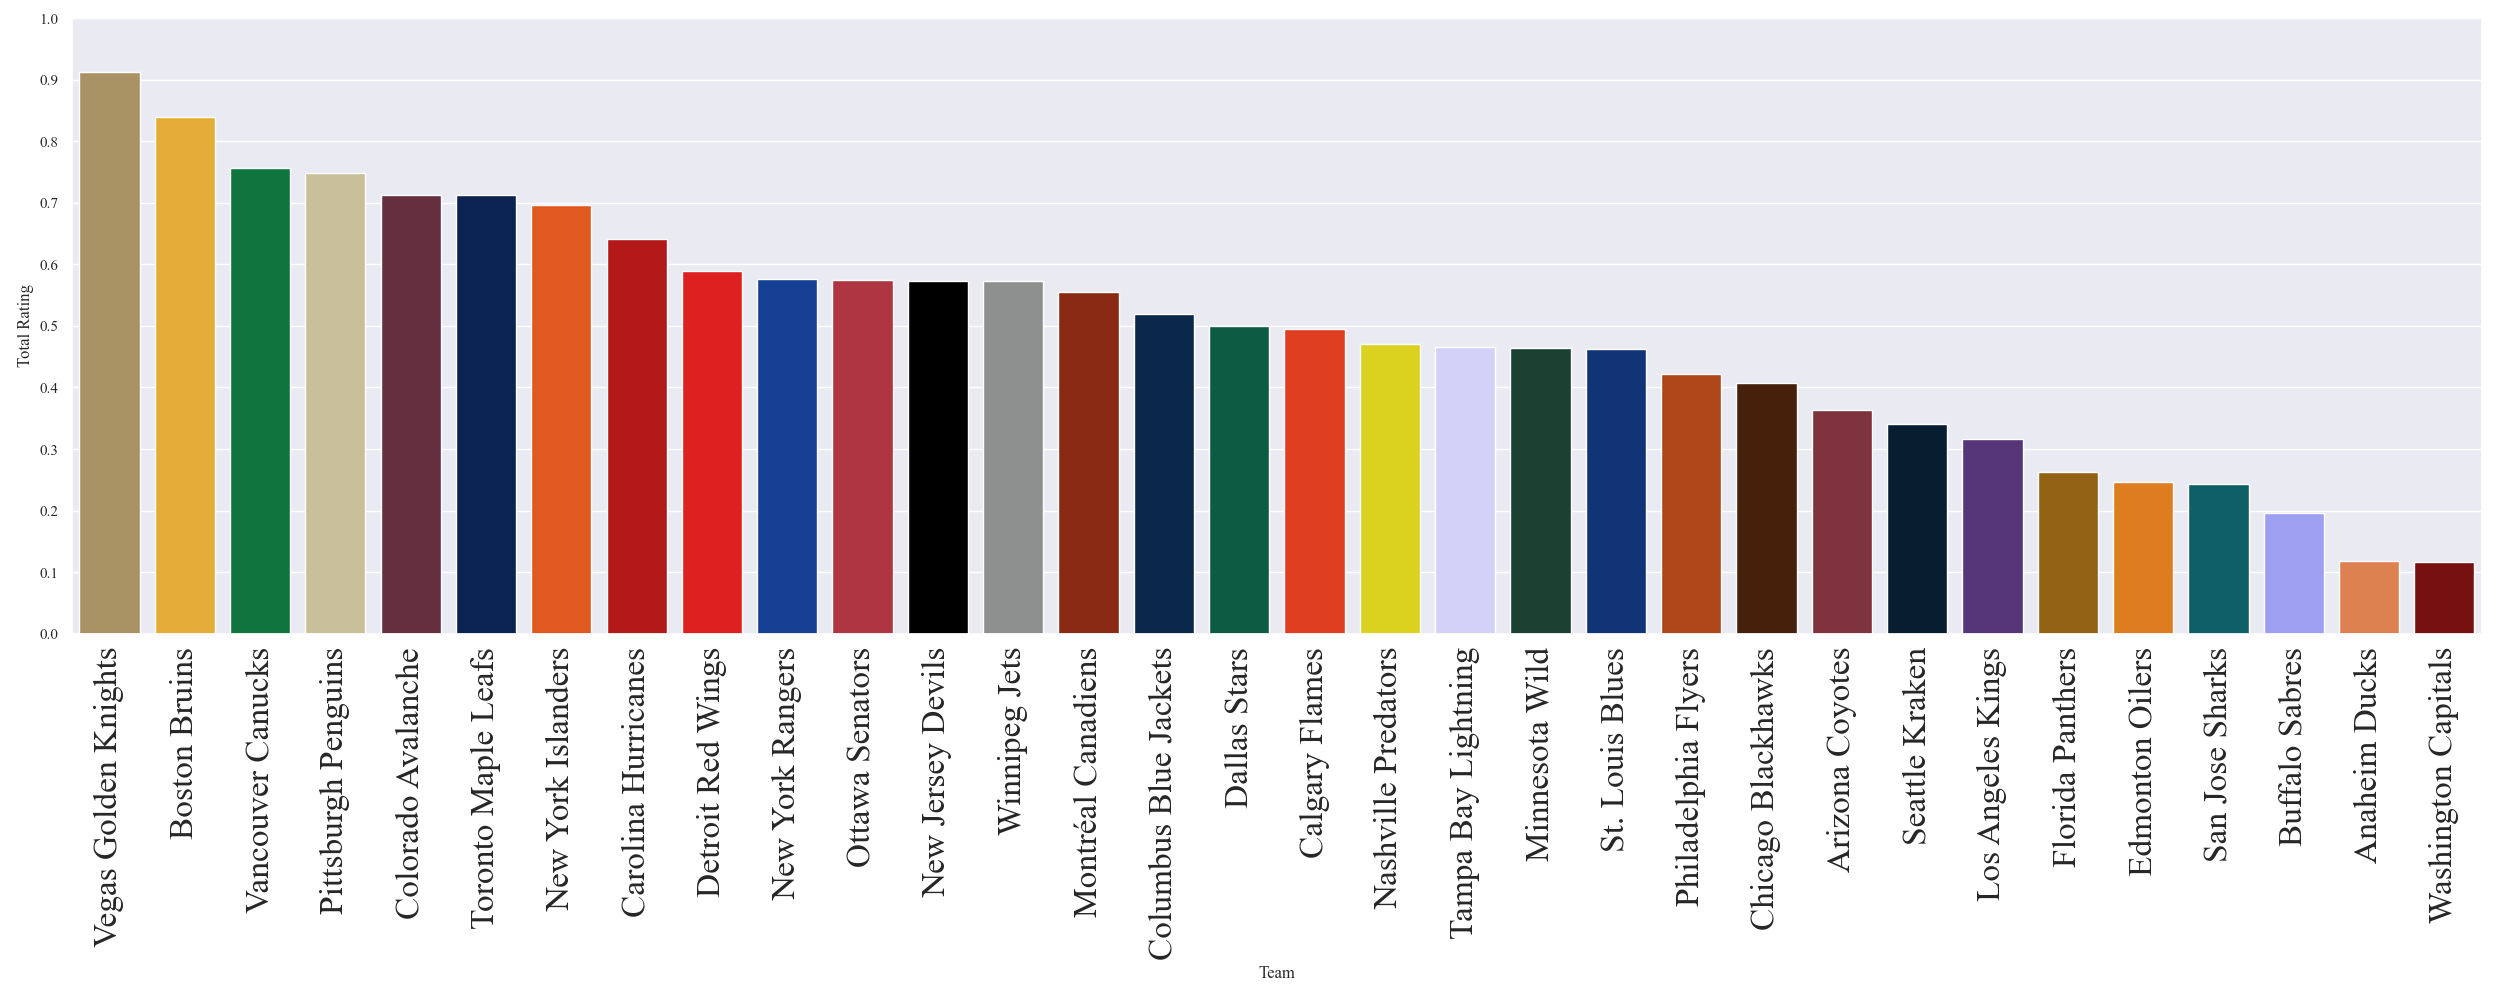 1.0
0.9
0.8
0.7
0.6
0.5
0.4
0.3
0.2
0.1
0.0
Total Rating
Vegas Golden Knights
Boston Bruins
Vancouver Canucks
Pittsburgh Penguins
Colorado Avalanche
Toronto Maple Leafs
New York Islanders
Carolina Hurricanes
Detroit Red Wings
New York Rangers
Ottawa Senators
New Jersey Devils
Winnipeg Jets
Montréal Canadiens
Columbus Blue Jackets
Dallas Stars
Calgary Flames
Nashville Predators
Tampa Bay Lightning
Minnesota Wild
St. Louis Blues
Philadelphia Flyers
Chicago Blackhawks
Arizona Coyotes
Seattle Kraken
Los Angeles Kings
Florida Panthers
Edmonton Oilers
San Jose Sharks
Buffalo Sabres
Anaheim Ducks
Washington Capitals
Team